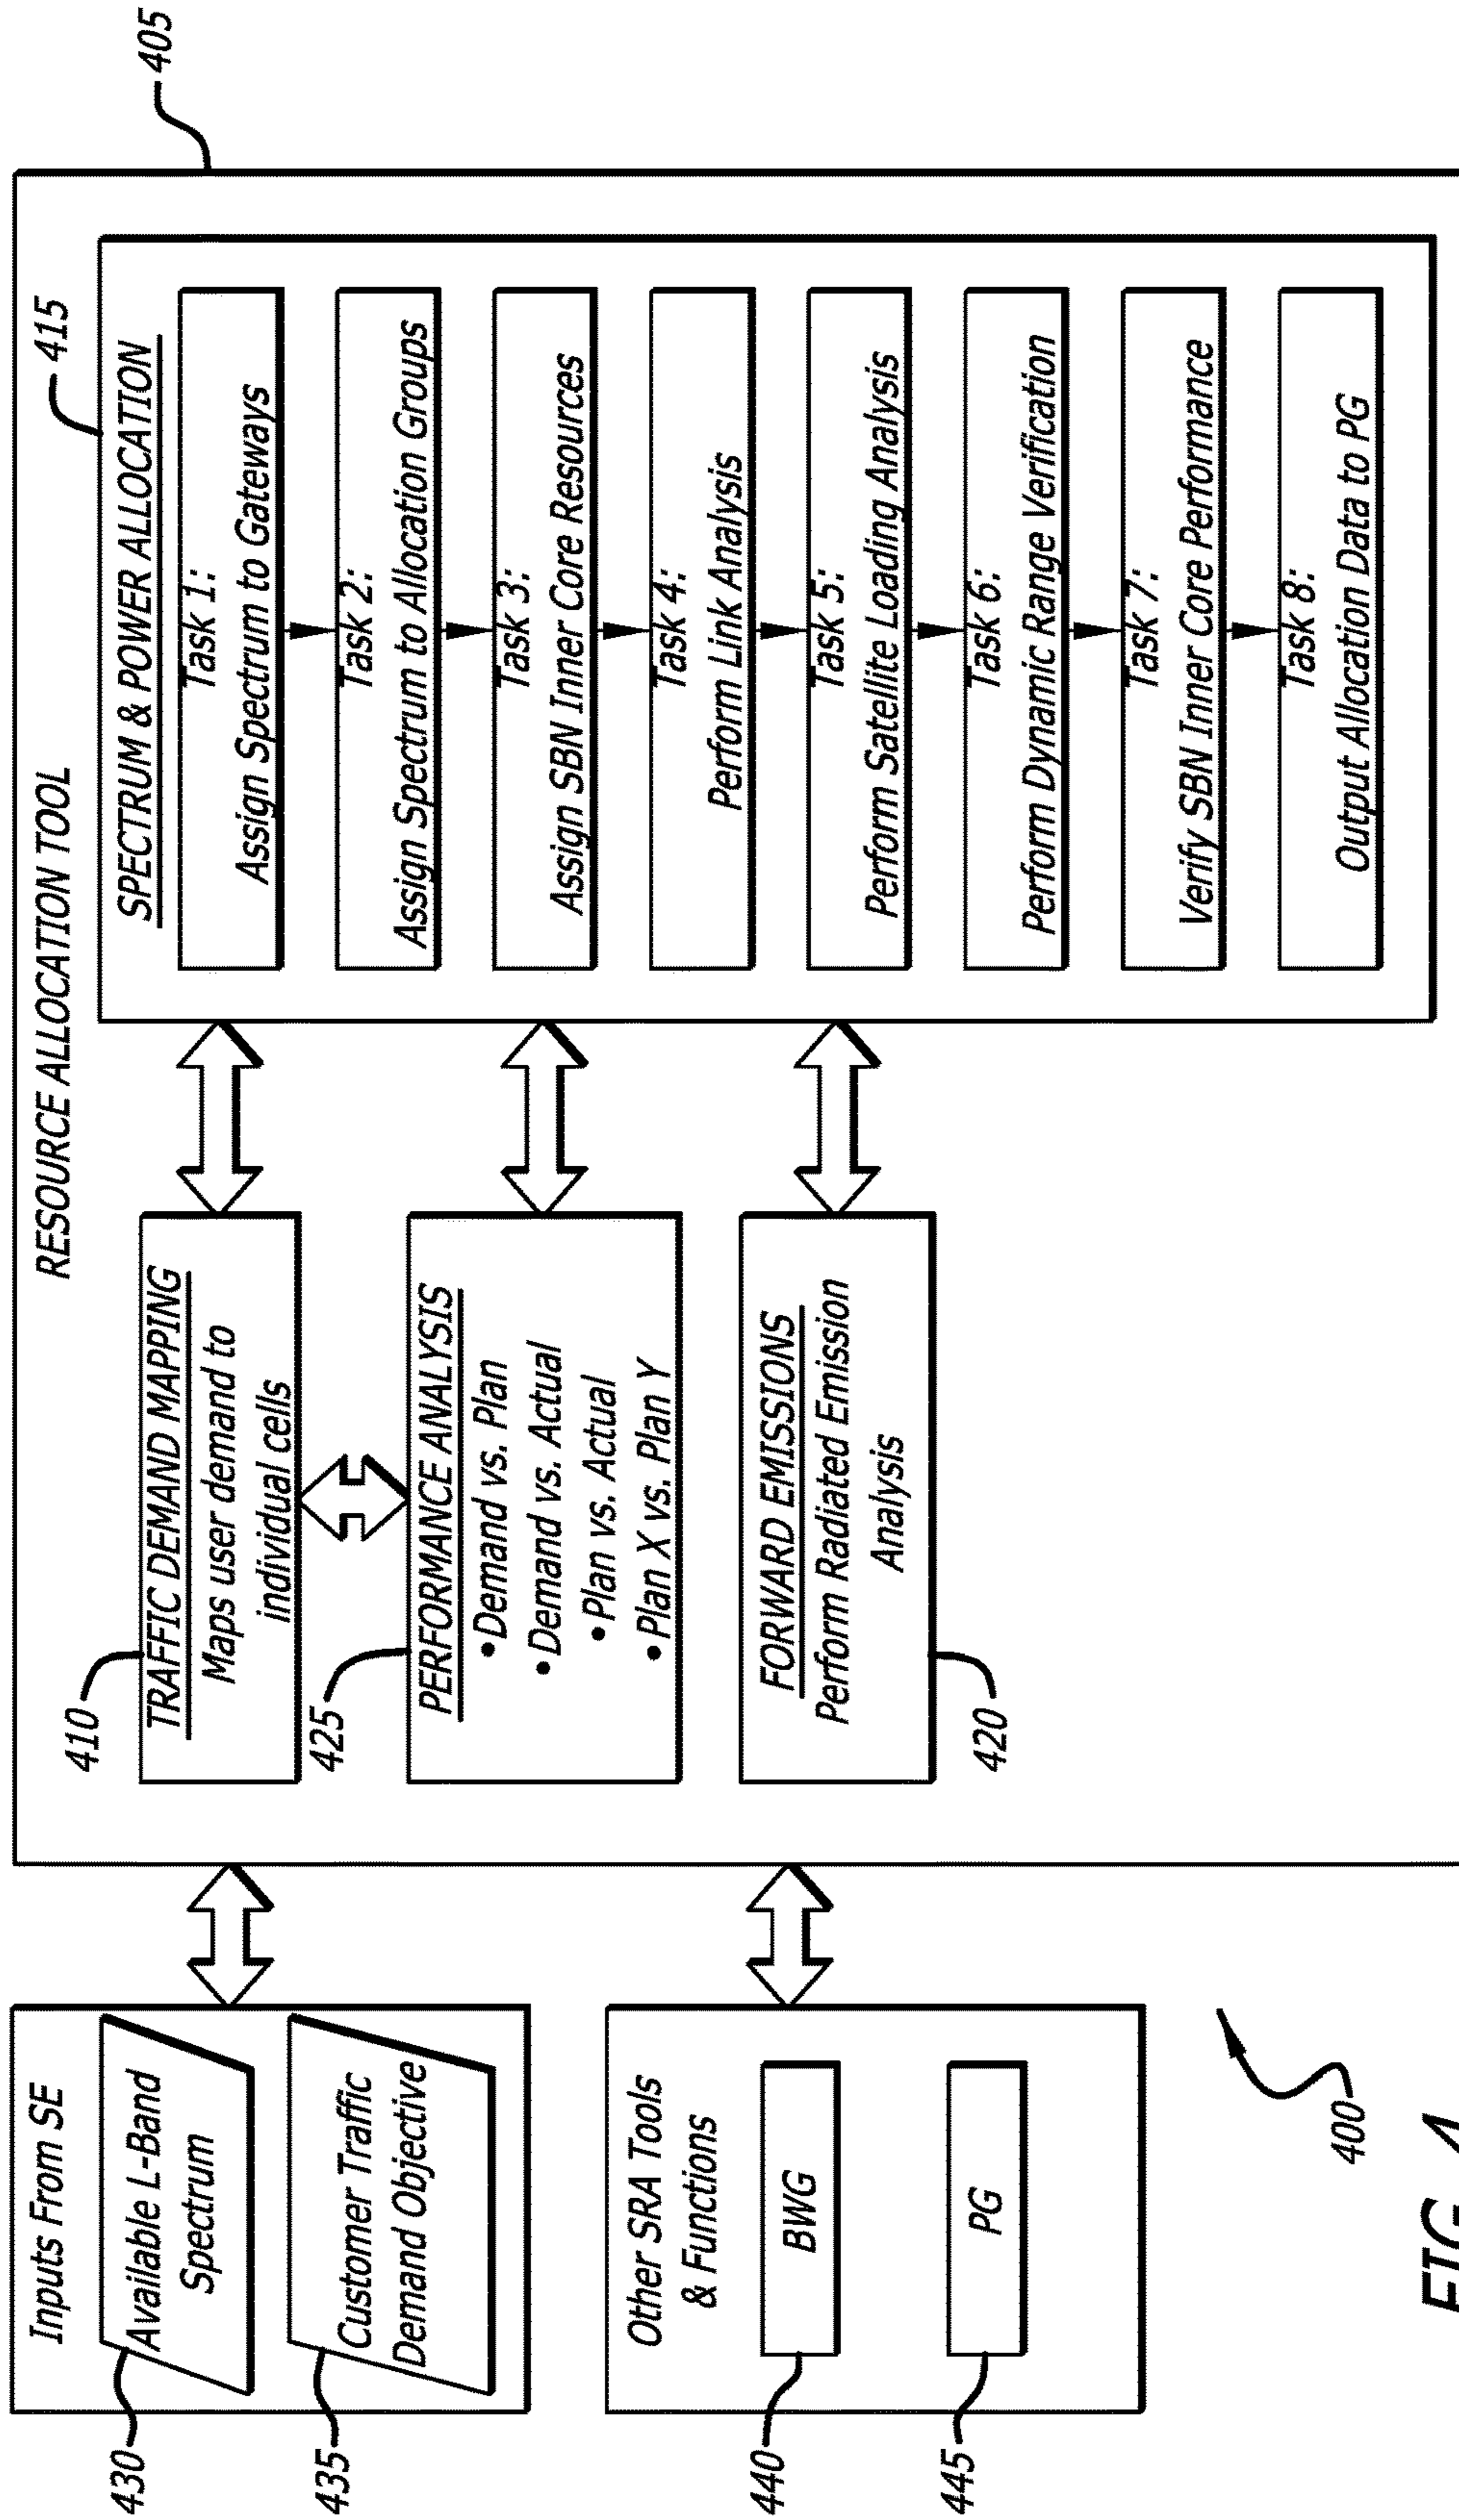 Inputs From SE
Available L-Band
Spectrum
430
Customer Traffic
Demand Objective
435
Other SRA Tools
& Functions
BWG
440
PG
445
RESOURCE ALLOCATION TOOL
405
410
TRAFFIC DEMAND MAPPING
Maps user demand to
individual cells
425
PERFORMANCE ANALYSIS
•Demand vs. Plan
•Demand vs. Actual
•Plan vs. Actual
•Plan X vs. Plan Y
FORWARD EMISSIONS
Perform Radiated Emission
Analysis
420
415
SPECTRUM & POWER ALLOCATION
Task 1:
Assign Spectrum to Gateways
Task 2:
Assign Spectrum to Allocation Groups
Task 3:
Assign SBN Inner Core Resources
Task 4:
Perform Link Analysis
Task 5:
Perform Satellite Loading Analysis
Task 6:
Perform Dynamic Range Verification
Task 7:
Verify SBN Inner Core Performance
Task 8:
Output Allocation Data to PG
400
FIG. 4